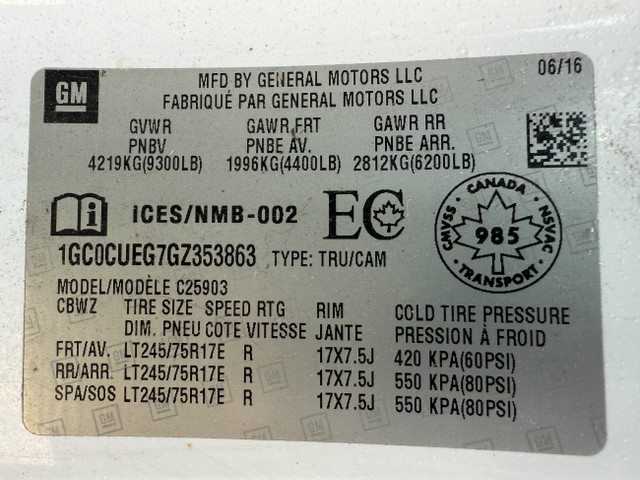 GM
MFD BY GENERAL MOTORS LLC
06/16
FABRIQUÉ PAR GENERAL MOTORS LLC
GVWR GAWR FRT GAWR RR
PNBV PNBE AV. PNBE ARR.
4219KG(9300LB) 1996KG(4400LB) 2812KG(6200LB)
ICES/NMB-002 EC
CANADA CMVSS NSVAC 985 TRANSPORT
1GC0CUEG7GZ353863 TYPE: TRU/CAM
MODEL/MODÈLE C25903
CBWZ TIRE SIZE SPEED RTG RIM COLD TIRE PRESSURE
DIM. PNEU COTE VITESSE JANTE PRESSION À FROID
FRT/AV. LT245/75R17E R 17X7.5J 420 KPA(60PSI)
RR/ARR. LT245/75R17E R 17X7.5J 550 KPA(80PSI)
SPA/SOS LT245/75R17E R 17X7.5J 550 KPA(80PSI)